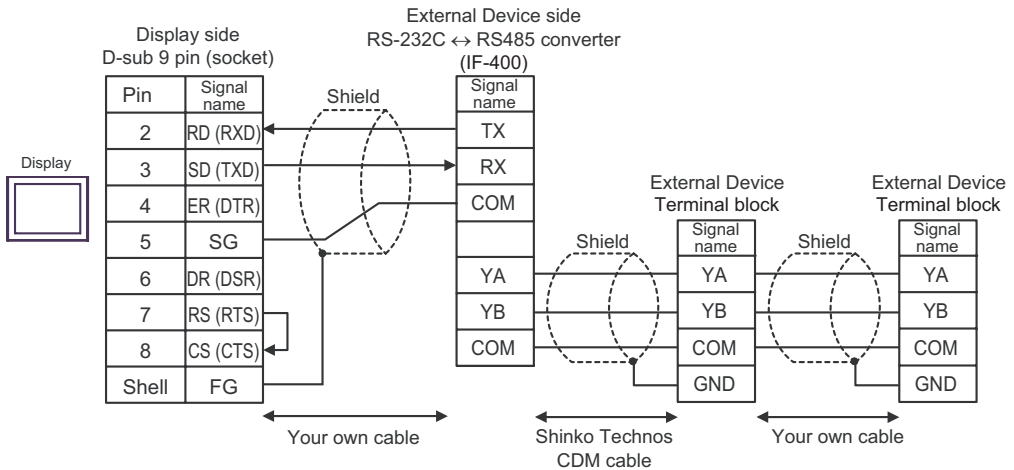 External Device side
RS-232C ↔ RS485 converter
(IF-400)
Display side
D-sub 9 pin (socket)
Pin
Signal
name
2
RD (RXD)
3
SD (TXD)
4
ER (DTR)
5
SG
6
DR (DSR)
7
RS (RTS)
8
CS (CTS)
Shell
FG
Display
Shield
Signal
name
TX
RX
COM
YA
YB
COM
Shield
External Device
Terminal block
Signal
name
YA
YB
COM
GND
Shield
External Device
Terminal block
Signal
name
YA
YB
COM
GND
Your own cable
Shinko Technos
CDM cable
Your own cable